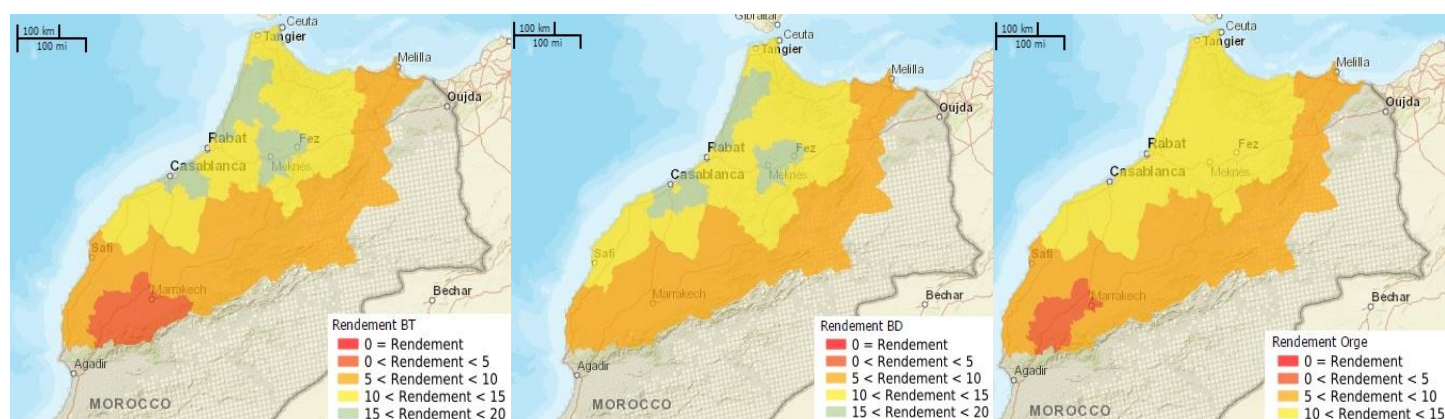 100 km
100 mi
Ceuta
Tangier
Melilla
Oujda
Rabat
Fez
Meknès
Casablanca
Safi
Marrakech
Bechar
Agadir
MOROCCO
Rendement BT
0 = Rendement
0 < Rendement < 5
5 < Rendement < 10
10 < Rendement < 15
15 < Rendement < 20
100 km
100 mi
Gibraltar
Ceuta
Tangier
Melilla
Oujda
Rabat
Fez
Meknès
Casablanca
Safi
Marrakech
Bechar
Agadir
MOROCCO
Rendement BD
0 = Rendement
0 < Rendement < 5
5 < Rendement < 10
10 < Rendement < 15
15 < Rendement < 20
100 km
100 mi
Ceuta
Tangier
Melilla
Oujda
Rabat
Fez
Meknès
Casablanca
Safi
Marrakech
Bechar
Agadir
MOROCCO
Rendement Orge
0 = Rendement
0 < Rendement < 5
5 < Rendement < 10
10 < Rendement < 15